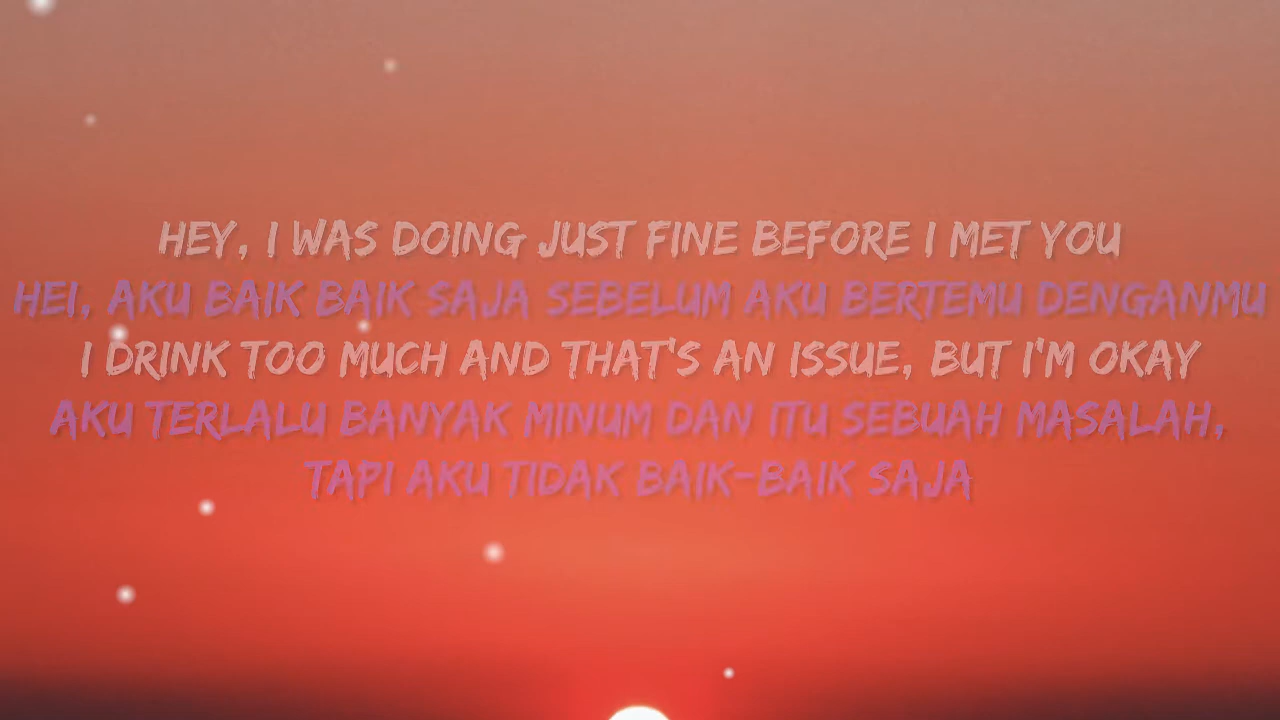 HEY, I WAS DOING JUST FINE BEFORE I MET YOU
HEI, AKU BAIK BAIK SAJA SEBELUM AKU BERTEMU DENGANMU
I DRINK TOO MUCH AND THAT'S AN ISSUE, BUT I'M OKAY
AKU TERLALU BANYAK MINUM DAN ITU SEBUAH MASALAH,
TAPI AKU TIDAK BAIK-BAIK SAJA